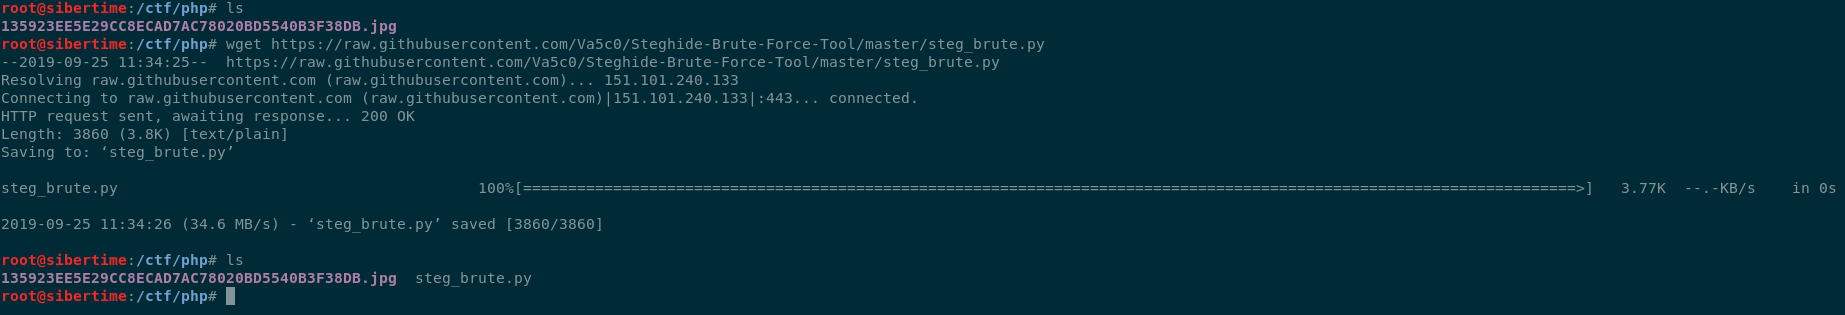 root@sibertime:/ctf/php# ls
135923EE5E29CC8ECAD7AC78020BD5540B3F38DB.jpg
root@sibertime:/ctf/php# wget https://raw.githubusercontent.com/Va5c0/Steghide-Brute-Force-Tool/master/steg_brute.py
--2019-09-25 11:34:25--  https://raw.githubusercontent.com/Va5c0/Steghide-Brute-Force-Tool/master/steg_brute.py
Resolving raw.githubusercontent.com (raw.githubusercontent.com)... 151.101.240.133
Connecting to raw.githubusercontent.com (raw.githubusercontent.com)|151.101.240.133|:443... connected.
HTTP request sent, awaiting response... 200 OK
Length: 3860 (3.8K) [text/plain]
Saving to: ‘steg_brute.py’
steg_brute.py                                        100%[=====================================================================================================================>]   3.77K  --.-KB/s    in 0s
2019-09-25 11:34:26 (34.6 MB/s) - ‘steg_brute.py’ saved [3860/3860]
root@sibertime:/ctf/php# ls
135923EE5E29CC8ECAD7AC78020BD5540B3F38DB.jpg  steg_brute.py
root@sibertime:/ctf/php#